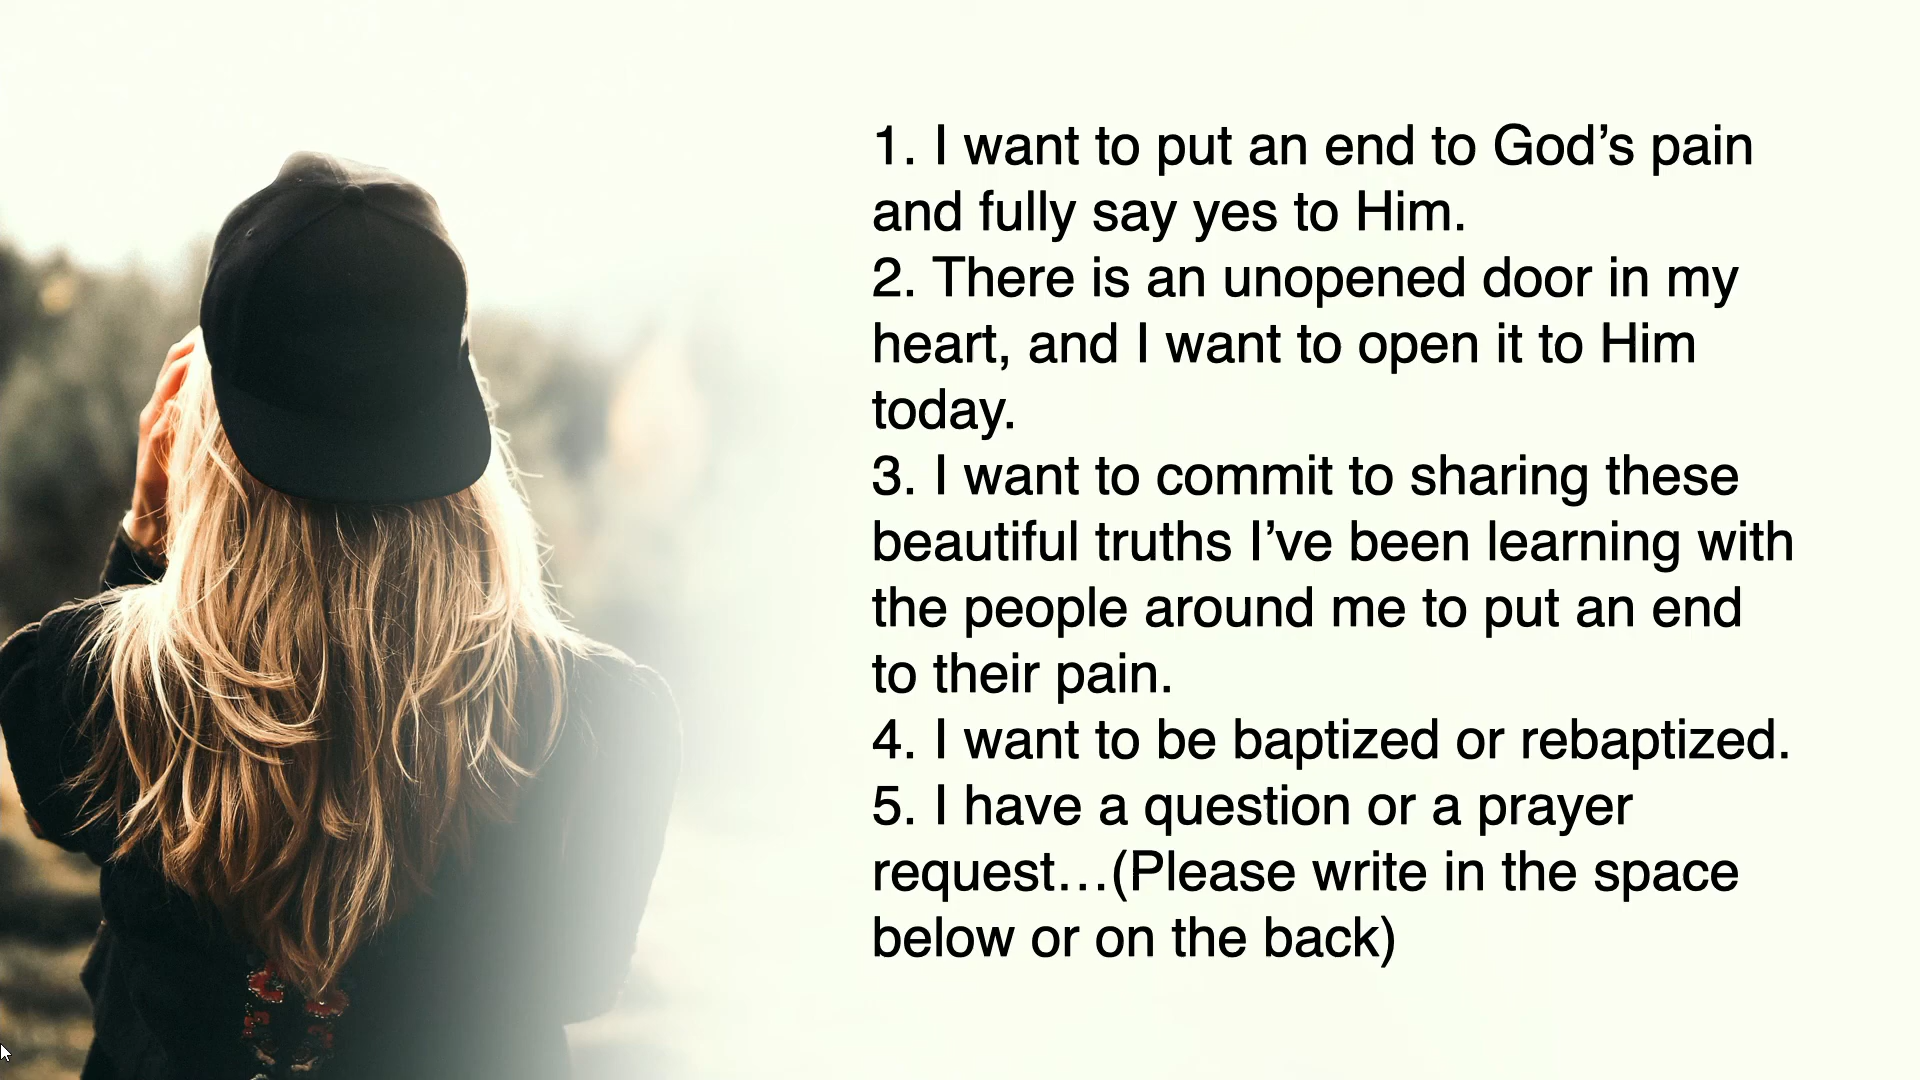 1. I want to put an end to God’s pain
and fully say yes to Him.
2. There is an unopened door in my
heart, and I want to open it to Him
today.
3. I want to commit to sharing these
beautiful truths I’ve been learning with
the people around me to put an end
to their pain.
4. I want to be baptized or rebaptized.
5. I have a question or a prayer
request…(Please write in the space
below or on the back)